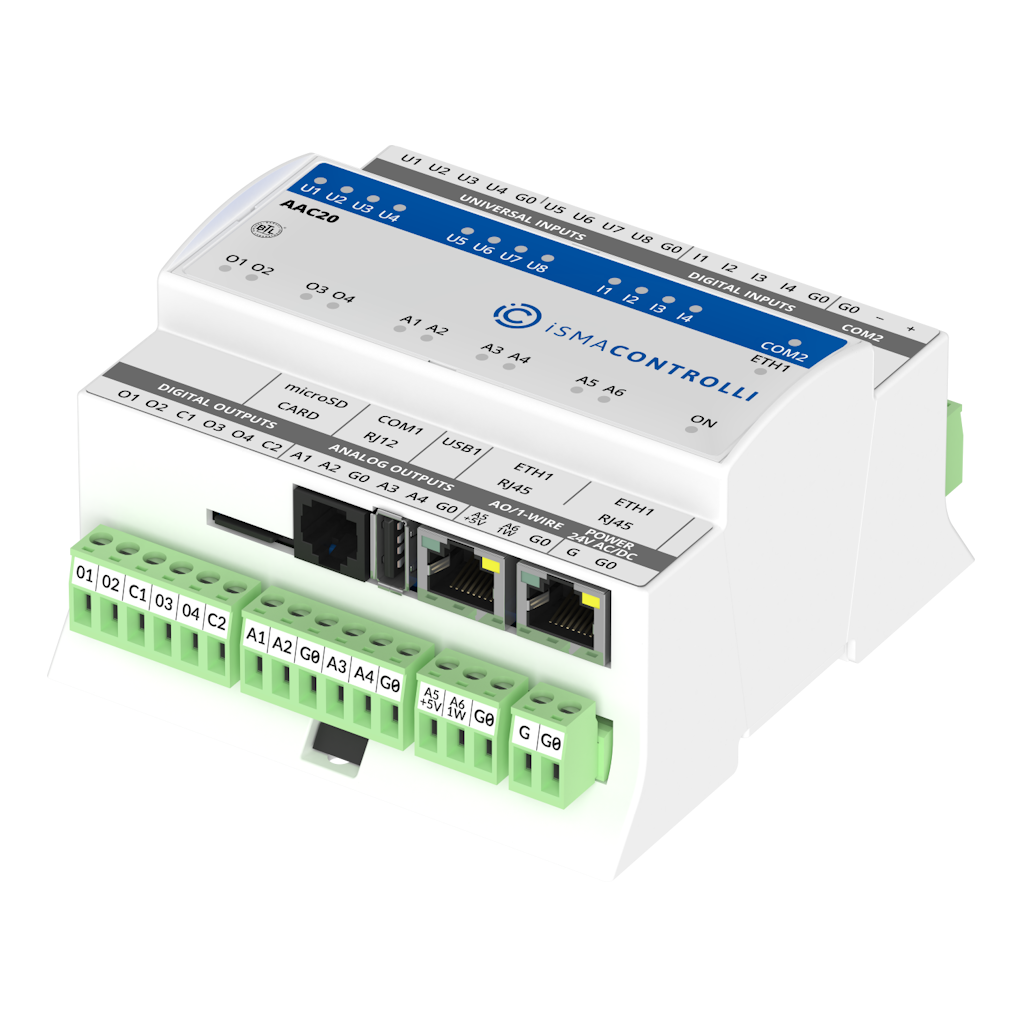 U1 U2 U3 U4 G0 U5 U6 U7 U8 G0 I1 I2 I3 I4 G0 G0 − +
UNIVERSAL INPUTS DIGITAL INPUTS COM2
U1 U2 U3 U4
U5 U6 U7 U8
I1 I2 I3 I4
COM2
AAC20
BTL
ETH1
O1 O2
O3 O4
A1 A2
A3 A4
A5 A6
ON
iSMACONTROLLI
microSD
CARD
COM1
RJ12
USB1
ETH1
RJ45
ETH1
RJ45
DIGITAL OUTPUTS ANALOG OUTPUTS AO/1-WIRE POWER
24V AC/DC
O1 O2 C1 O3 O4 C2 A1 A2 G0 A3 A4 G0 A5
+5V A6
1W G0 G G0
O1 O2 C1 O3 O4 C2
A1 A2 G0 A3 A4 G0
A5
+5V
A6
1W
G0
G G0